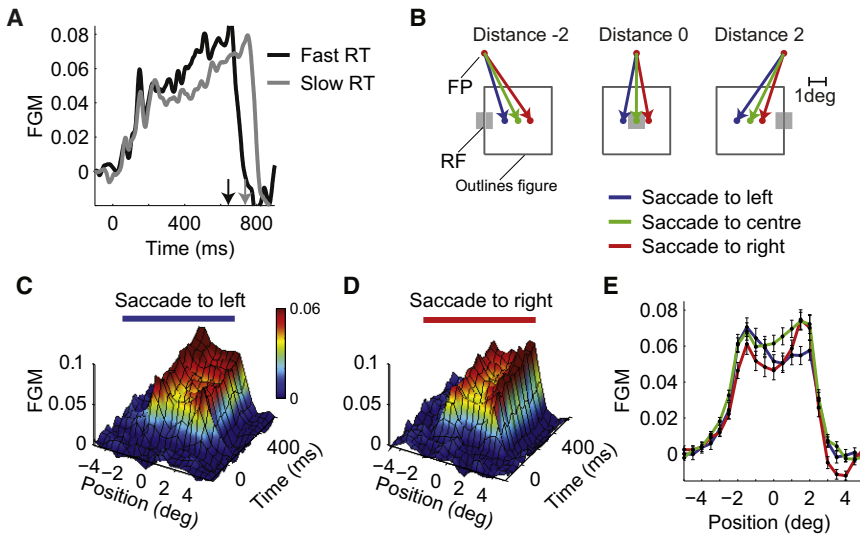 A
FGM
0.08
0.06
0.04
0.02
0
0
400
800
Time (ms)
Fast RT
Slow RT
B
Distance -2
Distance 0
Distance 2
FP
RF
1deg
Outlines figure
Saccade to left
Saccade to centre
Saccade to right
C
Saccade to left
0.06
0
FGM
0.1
0.05
0
−4
−2
0
2
4
Position (deg)
0
400
Time (ms)
D
Saccade to right
FGM
0.1
0.05
0
−4
−2
0
2
4
Position (deg)
0
400
Time (ms)
E
FGM
0.08
0.06
0.04
0.02
0
−4
−2
0
2
4
Position (deg)